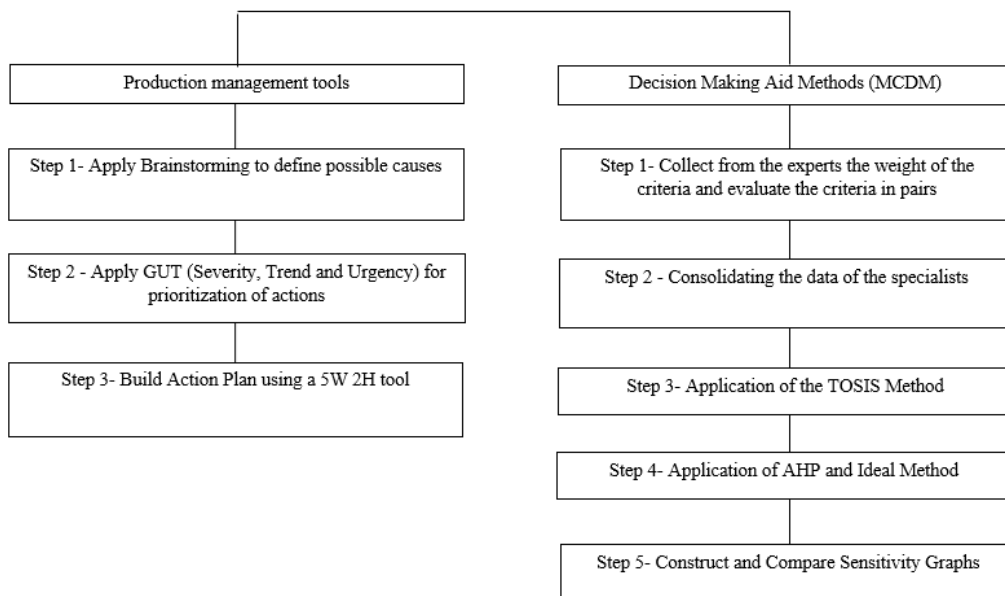 Production management tools
Step 1- Apply Brainstorming to define possible causes
Step 2 - Apply GUT (Severity, Trend and Urgency) for
prioritization of actions
Step 3- Build Action Plan using a 5W 2H tool
Decision Making Aid Methods (MCDM)
Step 1- Collect from the experts the weight of the
criteria and evaluate the criteria in pairs
Step 2 - Consolidating the data of the specialists
Step 3- Application of the TOSIS Method
Step 4- Application of AHP and Ideal Method
Step 5- Construct and Compare Sensitivity Graphs